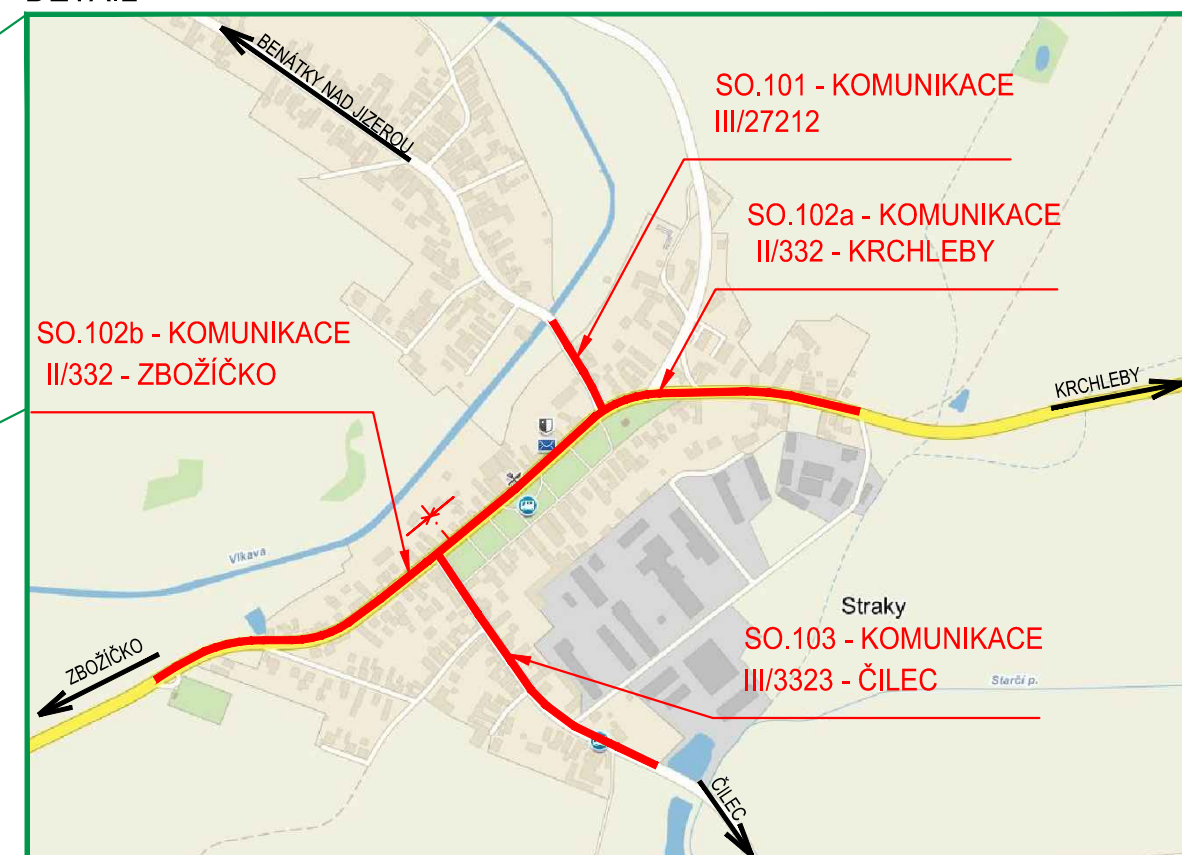 BENÁTKY NAD JIZEROU
SO.101 - KOMUNIKACE
III/27212
SO.102a - KOMUNIKACE
II/332 - KRCHLEBY
SO.102b - KOMUNIKACE
II/332 - ZBOŽÍČKO
KRCHLEBY
Vlkava
Straky
SO.103 - KOMUNIKACE
III/3323 - ČILEC
Starčí p.
ZBOŽÍČKO
ČILEC